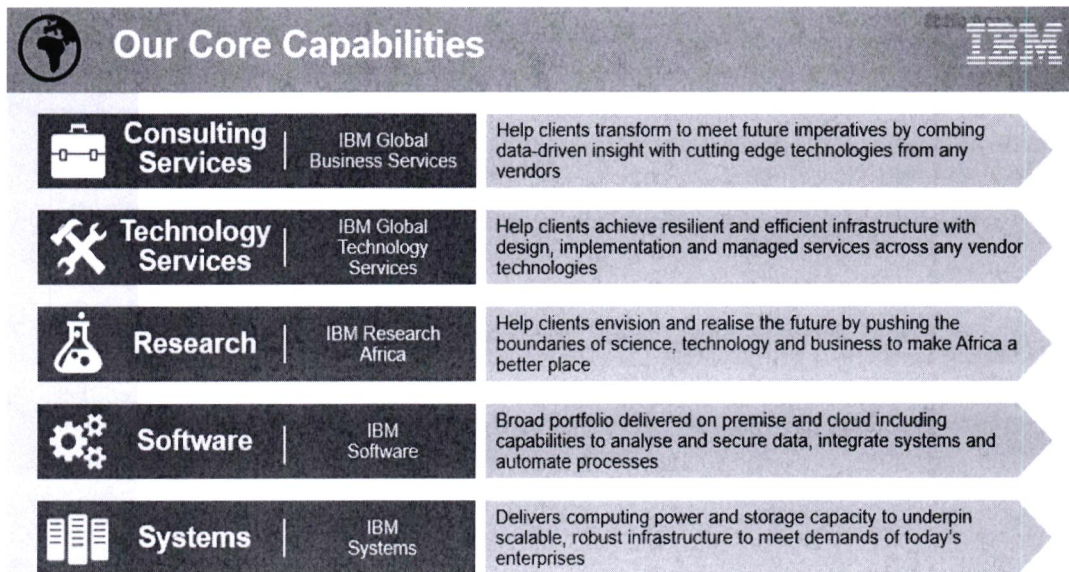 Our Core Capabilities
IBM
Consulting
Services
IBM Global
Business Services
Help clients transform to meet future imperatives by combing
data-driven insight with cutting edge technologies from any
vendors
Technology
Services
IBM Global
Technology
Services
Help clients achieve resilient and efficient infrastructure with
design, implementation and managed services across any vendor
technologies
Research
IBM Research
Africa
Help clients envision and realise the future by pushing the
boundaries of science, technology and business to make Africa a
better place
Software
IBM
Software
Broad portfolio delivered on premise and cloud including
capabilities to analyse and secure data, integrate systems and
automate processes
Systems
IBM
Systems
Delivers computing power and storage capacity to underpin
scalable, robust infrastructure to meet demands of today's
enterprises